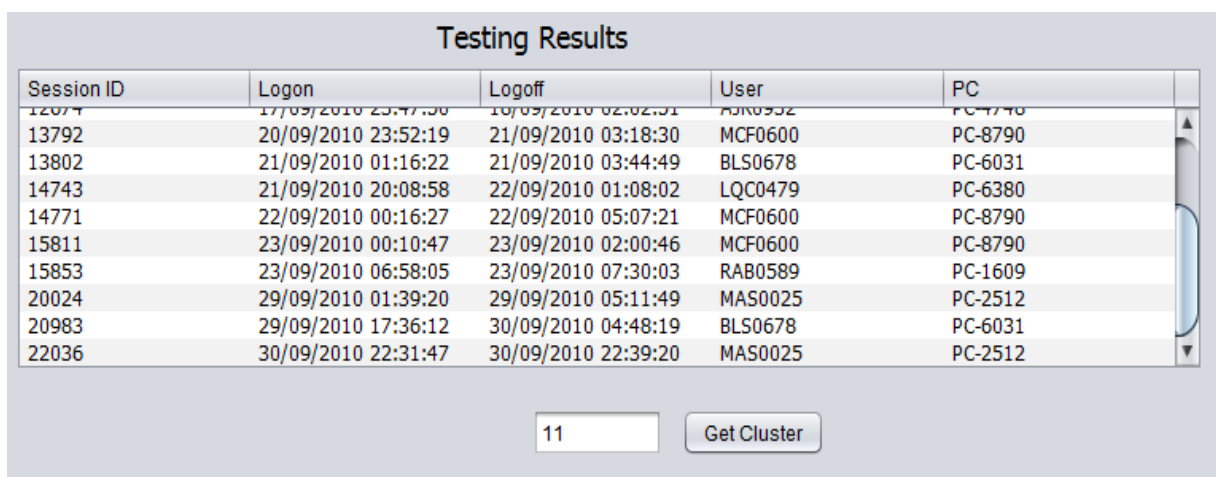 Testing Results
Session ID Logon Logoff User PC
13792 20/09/2010 23:52:19 21/09/2010 03:18:30 MCF0600 PC-8790
13802 21/09/2010 01:16:22 21/09/2010 03:44:49 BLS0678 PC-6031
14743 21/09/2010 20:08:58 22/09/2010 01:08:02 LQC0479 PC-6380
14771 22/09/2010 00:16:27 22/09/2010 05:07:21 MCF0600 PC-8790
15811 23/09/2010 00:10:47 23/09/2010 02:00:46 MCF0600 PC-8790
15853 23/09/2010 06:58:05 23/09/2010 07:30:03 RAB0589 PC-1609
20024 29/09/2010 01:39:20 29/09/2010 05:11:49 MAS0025 PC-2512
20983 29/09/2010 17:36:12 30/09/2010 04:48:19 BLS0678 PC-6031
22036 30/09/2010 22:31:47 30/09/2010 22:39:20 MAS0025 PC-2512
11 Get Cluster